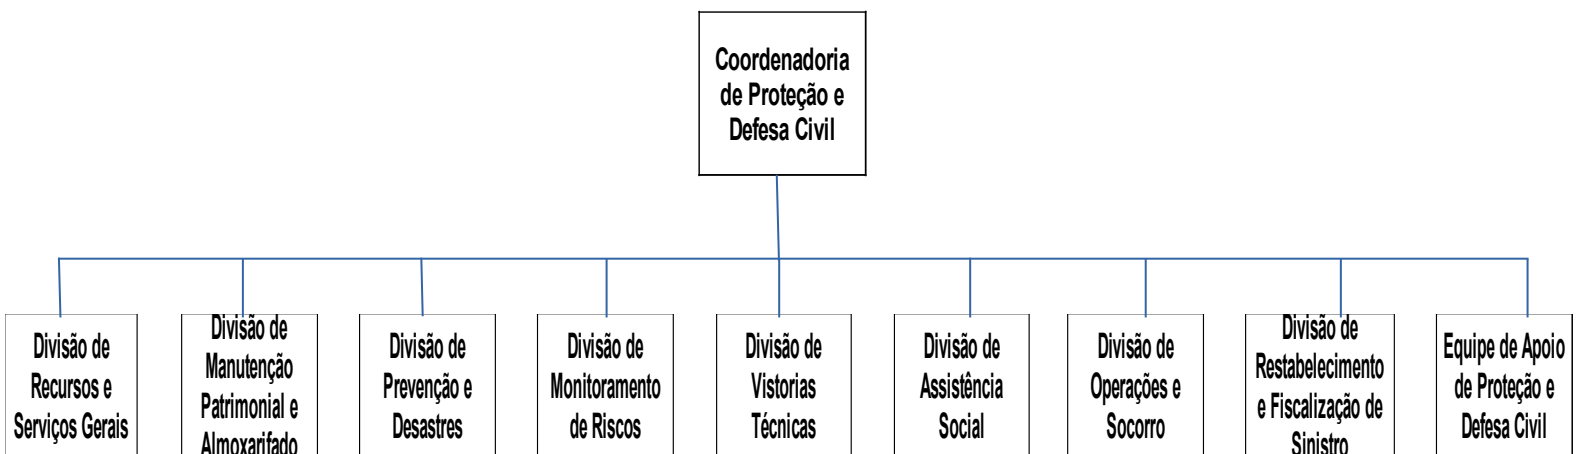 Coordenadoria
de Proteção e
Defesa Civil
Divisão de
Recursos e
Serviços Gerais
Divisão de
Manutenção
Patrimonial e
Almoxarifado
Divisão de
Prevenção e
Desastres
Divisão de
Monitoramento
de Riscos
Divisão de
Vistorias
Técnicas
Divisão de
Assistência
Social
Divisão de
Operações e
Socorro
Divisão de
Restabelecimento
e Fiscalização de
Sinistro
Equipe de Apoio
de Proteção e
Defesa Civil